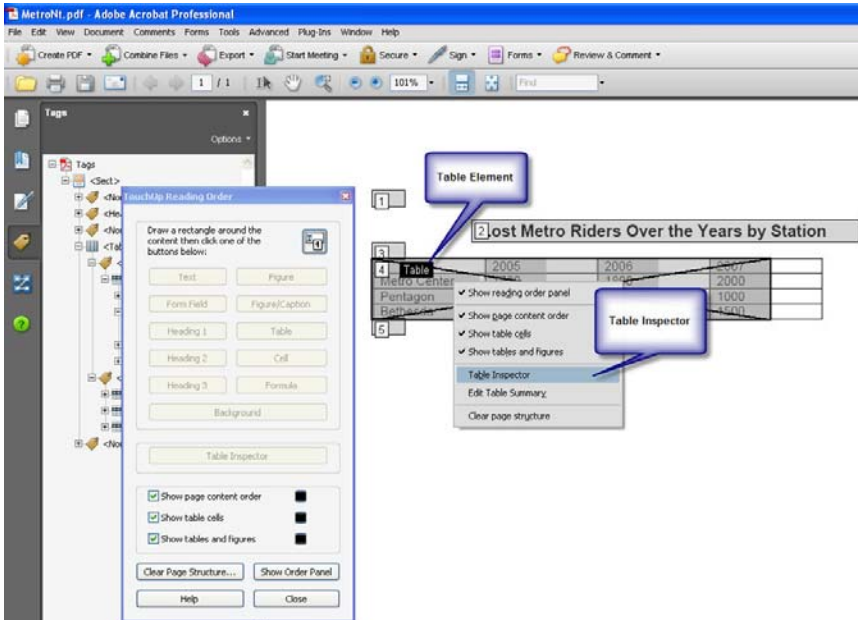 MetroNt.pdf - Adobe Acrobat Professional
File Edit View Document Comments Forms Tools Advanced Plug-Ins Window Help
Create PDF Combine Files Export Start Meeting Secure Sign Forms Review & Comment
1 / 1 101% Find
Tags
Options
Tags
<Sect>
TouchUp Reading Order
Draw a rectangle around the
content then click one of the
buttons below:
Text Figure
Form Field Figure/Caption
Heading 1 Table
Heading 2 Cell
Heading 3 Formula
Background
Table Inspector
Show page content order
Show table cells
Show tables and figures
Clear Page Structure... Show Order Panel
Help Close
Table Element
1
2 Lost Metro Riders Over the Years by Station
3
4 Table 2005 2006 2007
Metro Center 2000
Pentagon 1000
Bethesda 1500
5
Show reading order panel
Show page content order
Show table cells
Show tables and figures
Table Inspector
Edit Table Summary
Clear page structure
Table Inspector